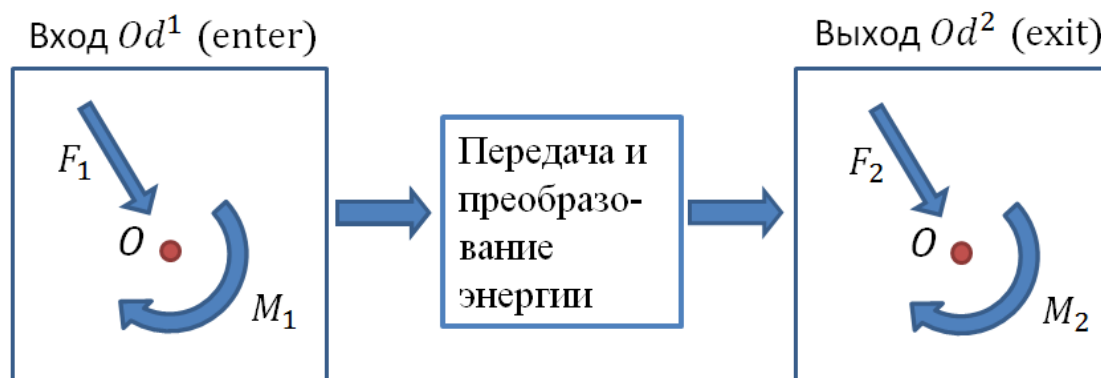 Вход Od¹ (enter)
Выход Od² (exit)
F₁
O
M₁
Передача и
преобразо-
вание
энергии
F₂
O
M₂